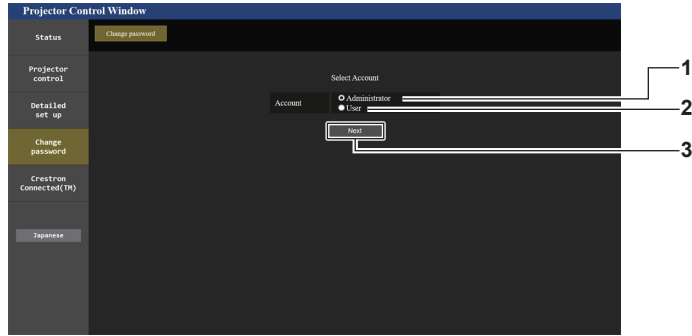 Projector Control Window
Status
Change password
Projector
control
Select Account
Account
Administrator
User
Detailed
set up
Next
Change
password
Crestron
Connected(TM)
Japanese
1
2
3